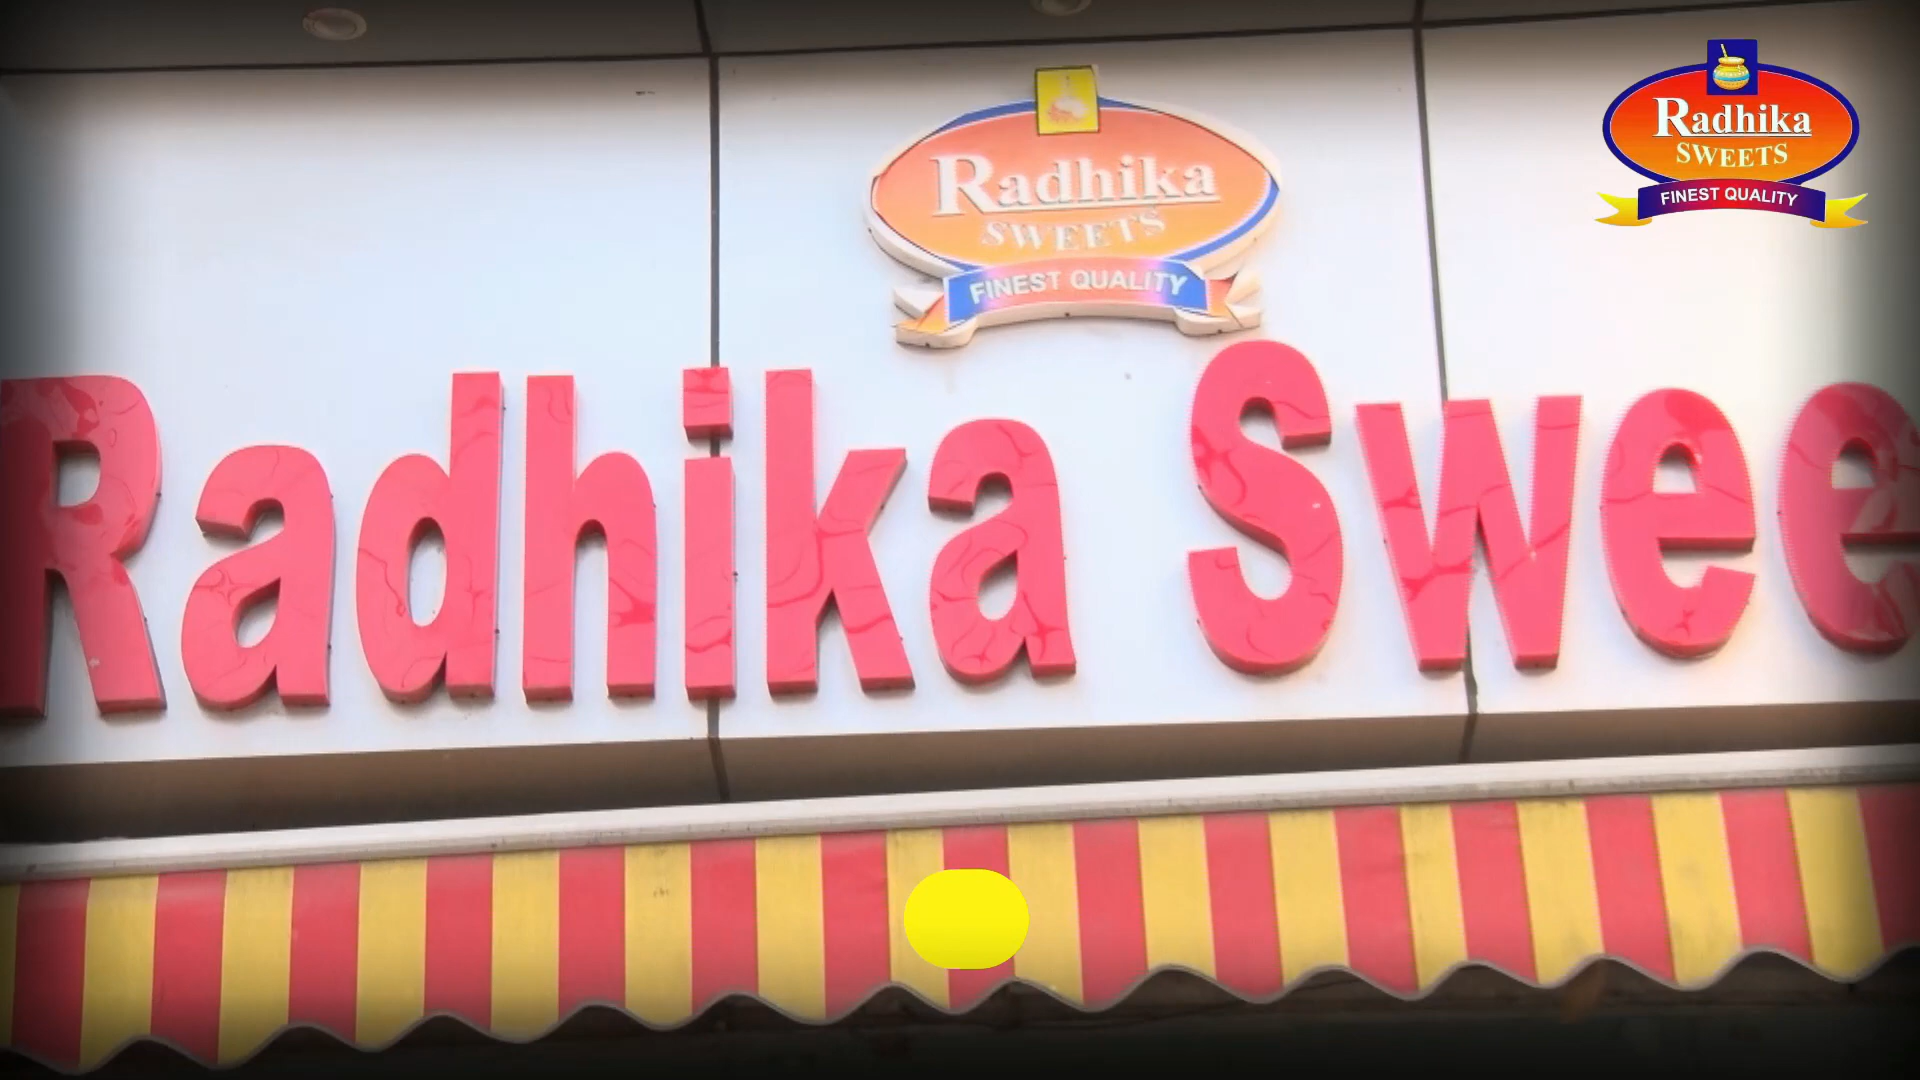 Radhika
SWEETS
FINEST QUALITY
Radhika
SWEETS
FINEST QUALITY
Radhika Swee